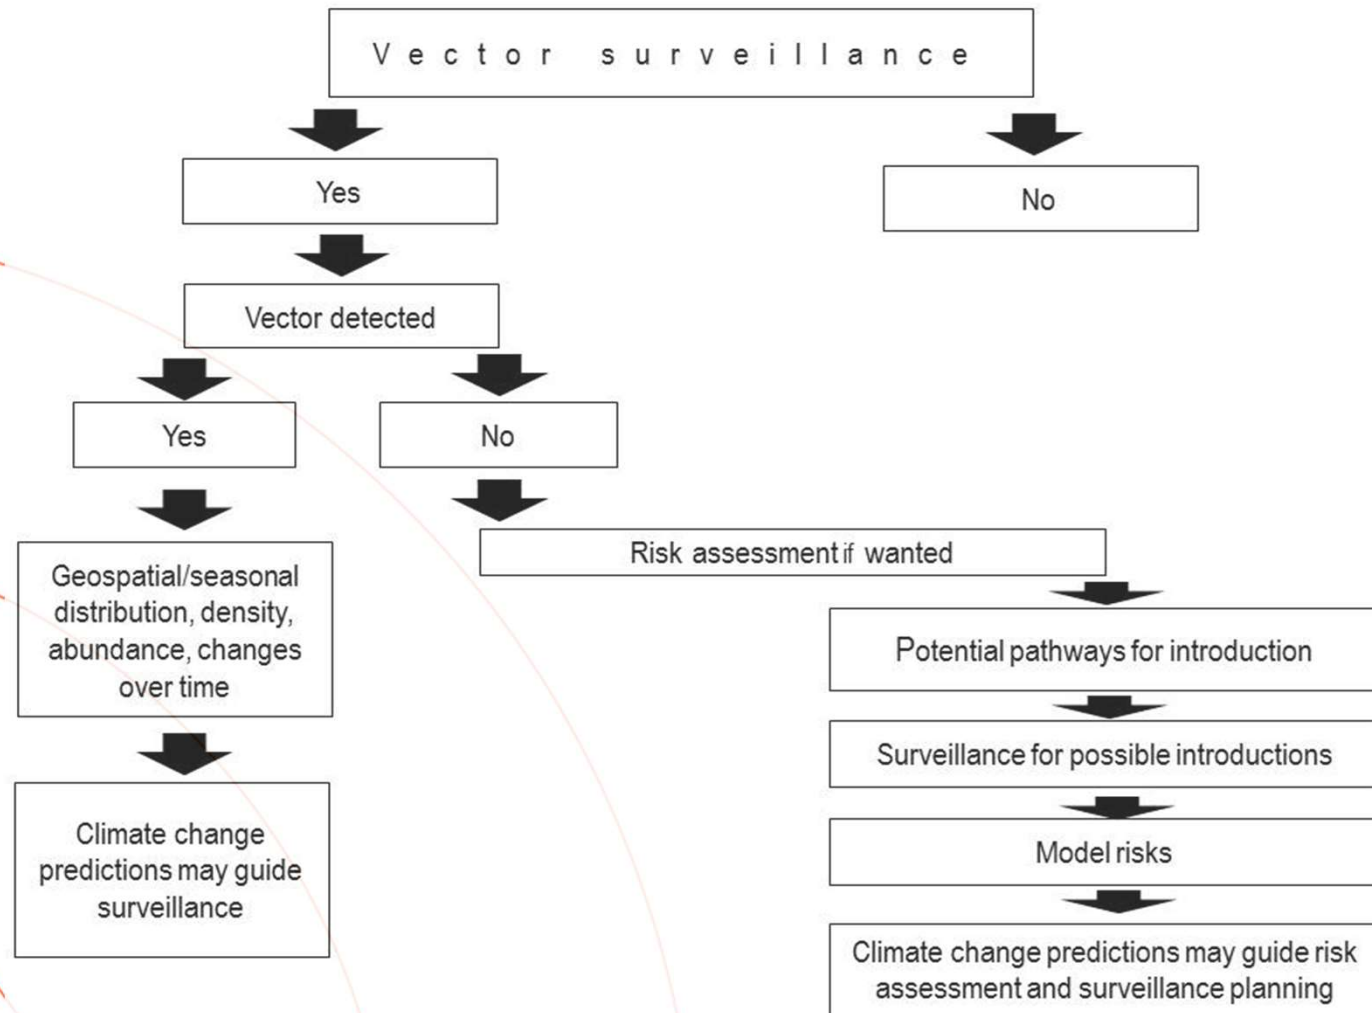 Vector surveillance
Yes
No
Vector detected
Yes
No
Risk assessment if wanted
Geospatial/seasonal
distribution, density,
abundance, changes
over time
Potential pathways for introduction
Surveillance for possible introductions
Climate change
predictions may guide
surveillance
Model risks
Climate change predictions may guide risk
assessment and surveillance planning